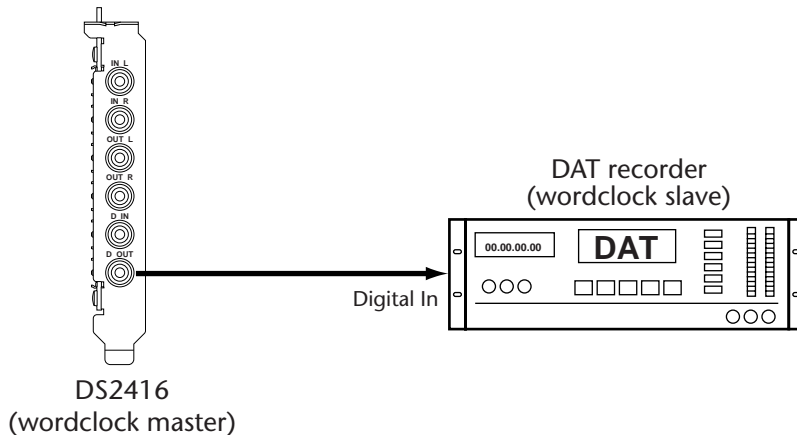 IN L
IN R
OUT L
OUT R
D IN
D OUT
DS2416
(wordclock master)
Digital In
DAT recorder
(wordclock slave)
00.00.00.00
DAT